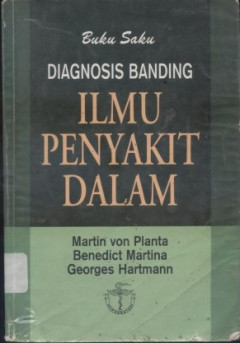 Buku Saku
DIAGNOSIS BANDING
ILMU
PENYAKIT
DALAM
Martin von Planta
Benedict Martina
Georges Hartmann